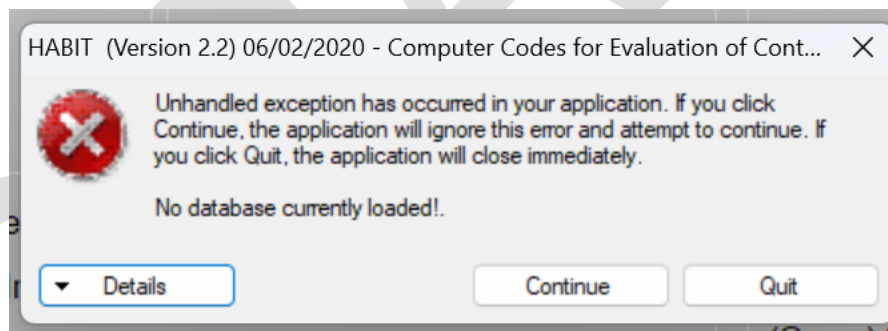 HABIT (Version 2.2) 06/02/2020 - Computer Codes for Evaluation of Cont...
Unhandled exception has occurred in your application. If you click
Continue, the application will ignore this error and attempt to continue. If
you click Quit, the application will close immediately.
No database currently loaded!.
Details
Continue
Quit